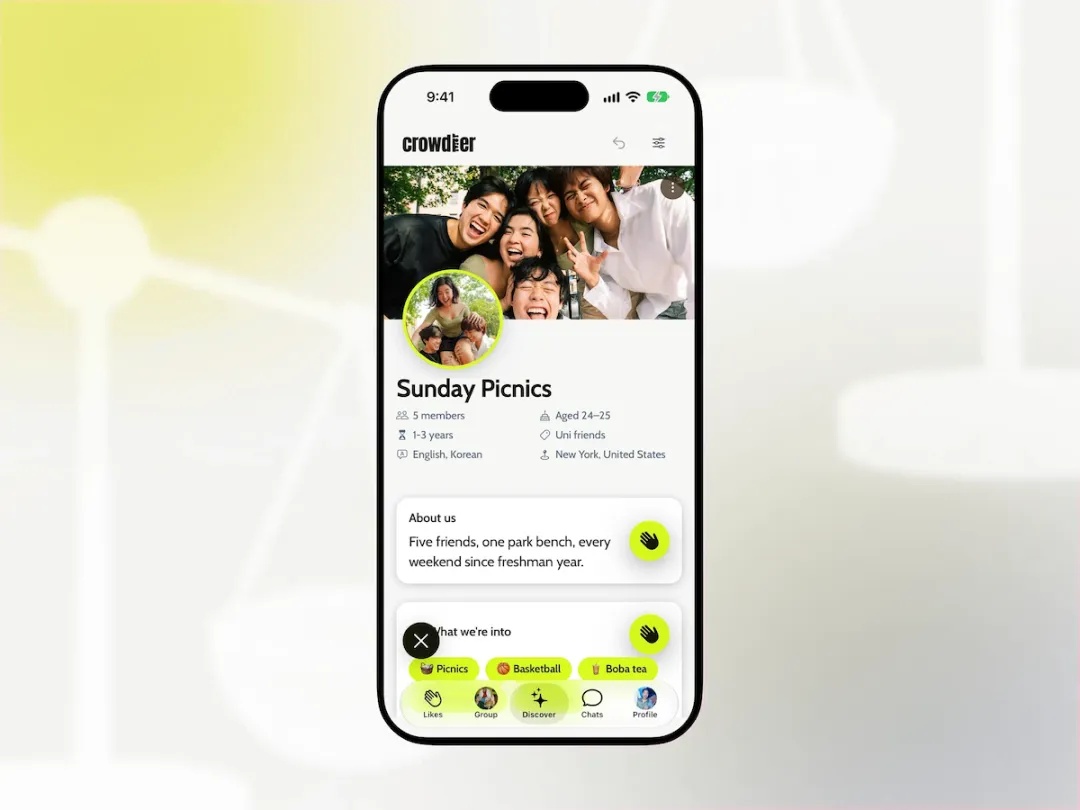 9:41
crowdier
Sunday Picnics
5 members
Aged 24–25
1-3 years
Uni friends
English, Korean
New York, United States
About us
Five friends, one park bench, every
weekend since freshman year.
What we're into
Picnics
Basketball
Boba tea
Likes
Group
Discover
Chats
Profile